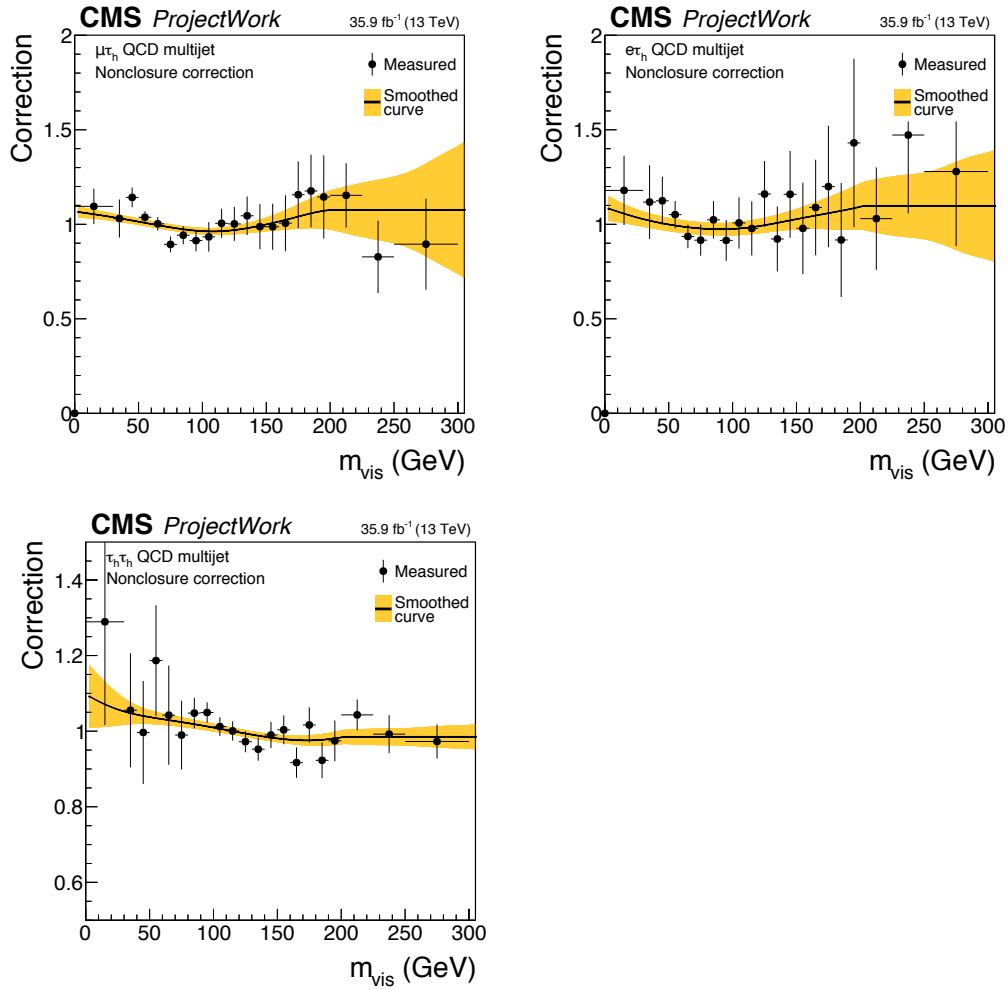 CMS ProjectWork 35.9 fb⁻¹ (13 TeV)
μτₕ QCD multijet
Nonclosure correction
Measured
Smoothed
curve
Correction
2
1.5
1
0.5
0
0 50 100 150 200 250 300
m_vis (GeV)
CMS ProjectWork 35.9 fb⁻¹ (13 TeV)
eτₕ QCD multijet
Nonclosure correction
Measured
Smoothed
curve
Correction
2
1.5
1
0.5
0
0 50 100 150 200 250 300
m_vis (GeV)
CMS ProjectWork 35.9 fb⁻¹ (13 TeV)
τₕτₕ QCD multijet
Nonclosure correction
Measured
Smoothed
curve
Correction
1.4
1.2
1
0.8
0.6
0 50 100 150 200 250 300
m_vis (GeV)